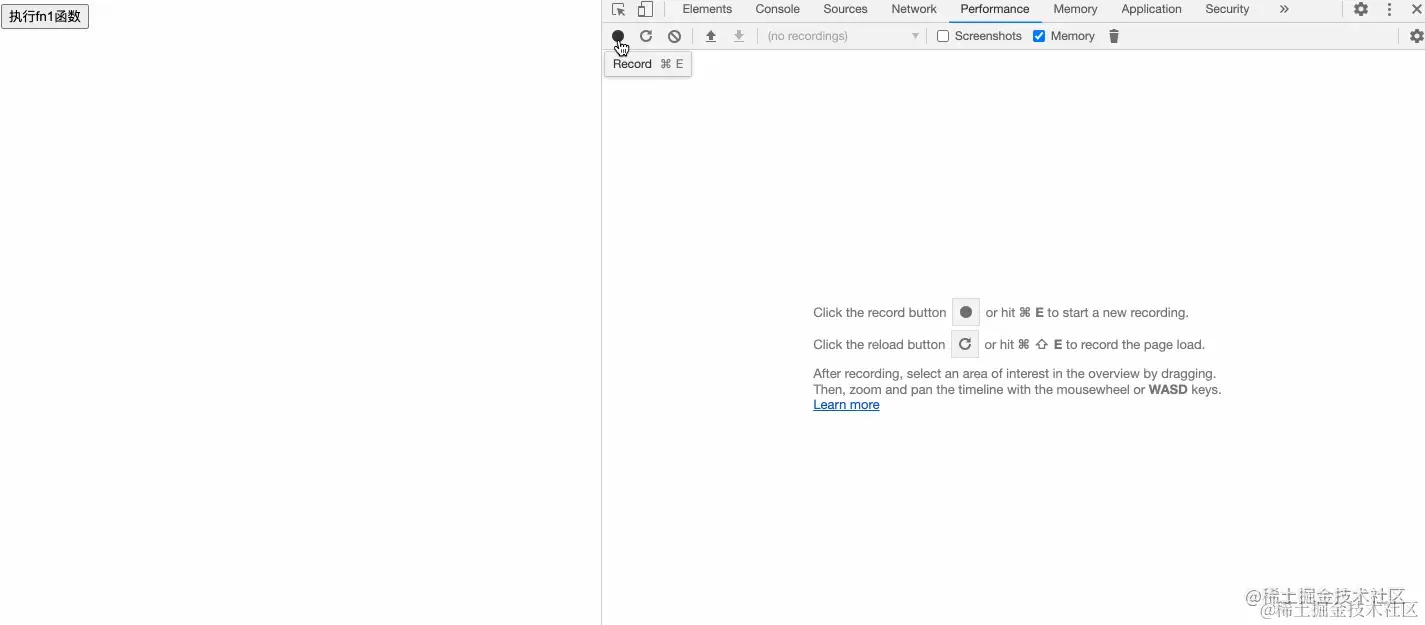 执行fn1函数
Elements Console Sources Network Performance Memory Application Security »
(no recordings) Screenshots Memory
Record ⌘ E
Click the record button or hit ⌘ E to start a new recording.
Click the reload button or hit ⌘ ⇧ E to record the page load.
After recording, select an area of interest in the overview by dragging.
Then, zoom and pan the timeline with the mousewheel or WASD keys.
Learn more
@稀土掘金技术社区
@稀土掘金技术社区